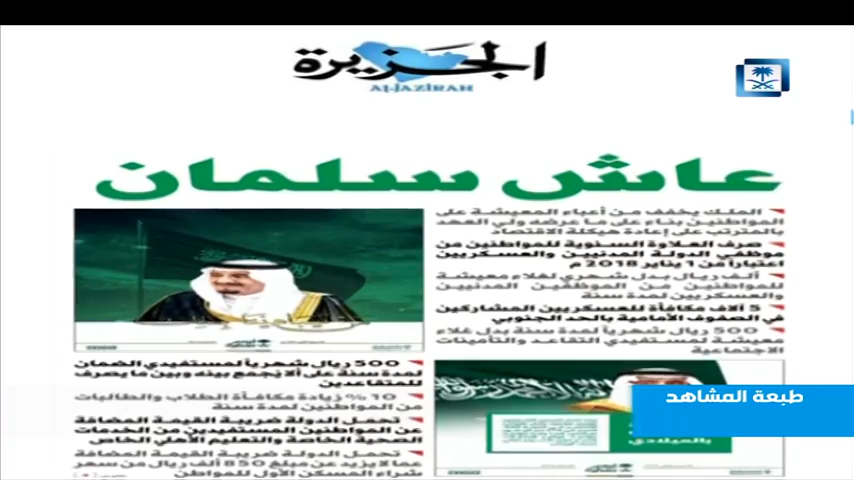 الجزيرة
AL-JAZIRAH
عاش سلمان
الملك يخفف من أعباء المعيشة على
المواطنين بناء على ما عرضه ولي العهد
بالمترتب على إعادة هيكلة الاقتصاد
صرف العلاوة السنوية للمواطنين من
موظفي الدولة المدنيين والعسكريين
اعتباراً من 1 يناير 2018 م
ألف ريال بدل شهري لغلاء معيشة
للمواطنين من الموظفين المدنيين
والعسكريين لمدة سنة
5 آلاف مكافأة للعسكريين المشاركين
في الصفوف الأمامية بالحد الجنوبي
500 ريال شهرياً لمدة سنة بدل غلاء
معيشة لمستفيدي التقاعد والتأمينات
الاجتماعية
500 ريال شهرياً لمستفيدي الضمان
لمدة سنة على ألا يُجمع بينه وبين ما يصرف
للمتقاعدين
10 % زيادة مكافأة الطلاب والطالبات
من المواطنين لمدة سنة
تحمل الدولة ضريبة القيمة المضافة
عن المواطنين المستفيدين من الخدمات
الصحية الخاصة والتعليم الأهلي الخاص
تحمل الدولة ضريبة القيمة المضافة
عما لا يزيد عن مبلغ 850 ألف ريال من سعر
شراء المسكن الأول للمواطن
بالميلادي
طبعة المشاهد